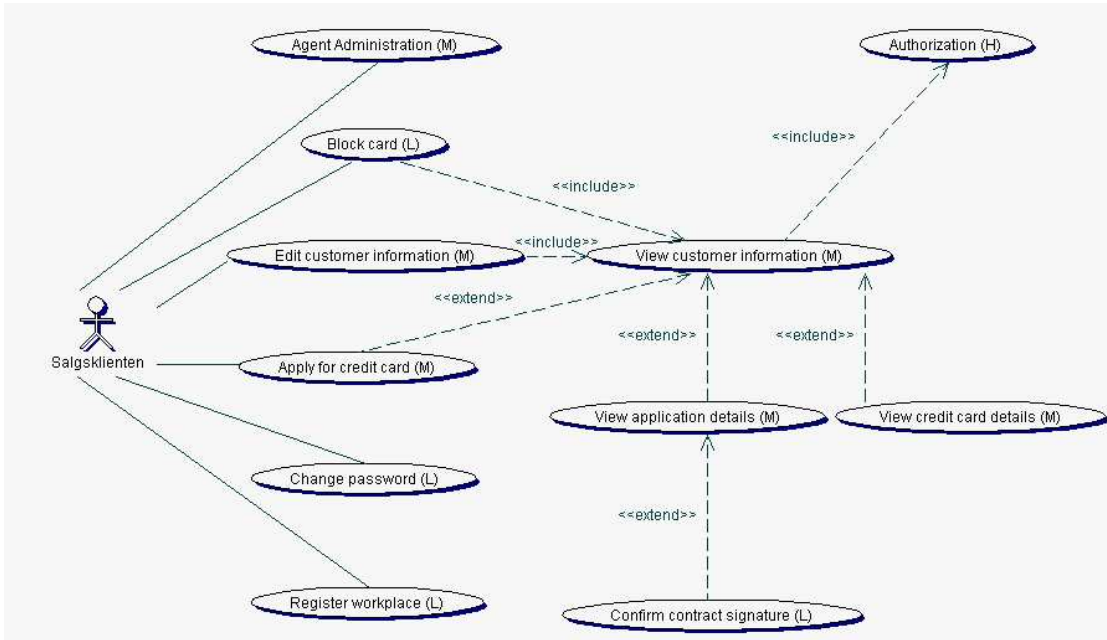 Agent Administration (M)
Authorization (H)
Block card (L)
<<include>>
<<include>>
Edit customer information (M)
<<include>>
View customer information (M)
<<extend>>
<<extend>>
<<extend>>
Salgsklienten
Apply for credit card (M)
View application details (M)
View credit card details (M)
Change password (L)
<<extend>>
Register workplace (L)
Confirm contract signature (L)